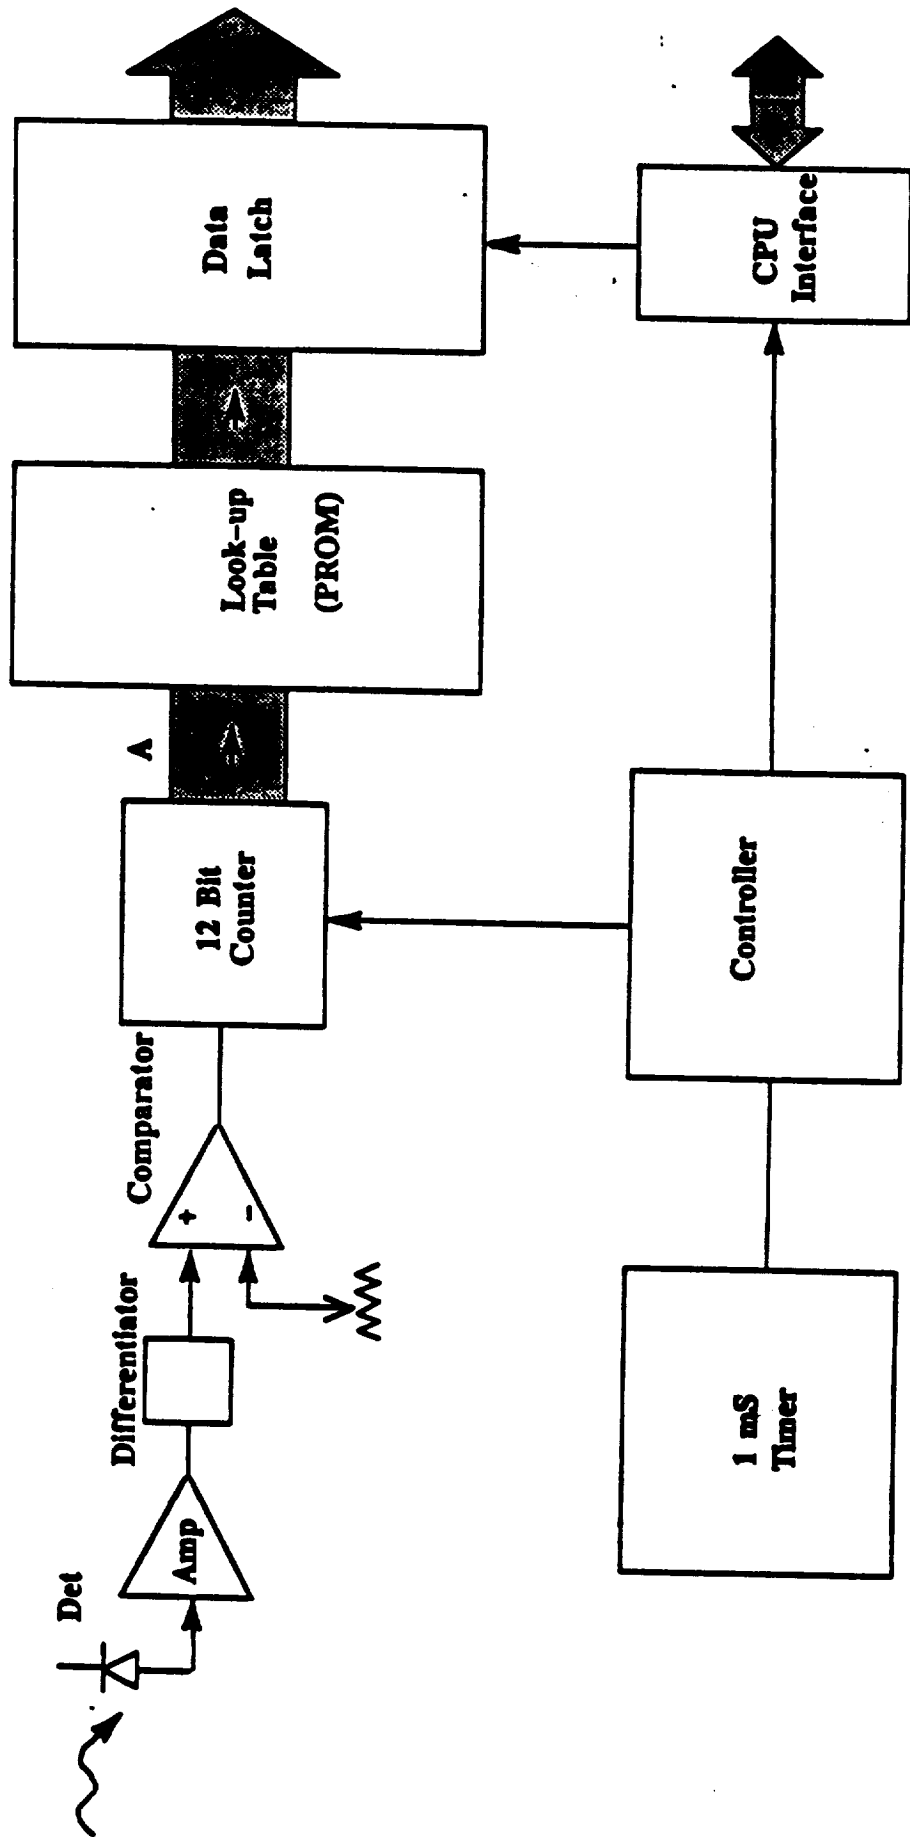 Det
Amp
Differentiator
Comparator
+
-
12 Bit
Counter
A
Look-up
Table
(PROM)
Data
Latch
1 mS
Timer
Controller
CPU
Interface